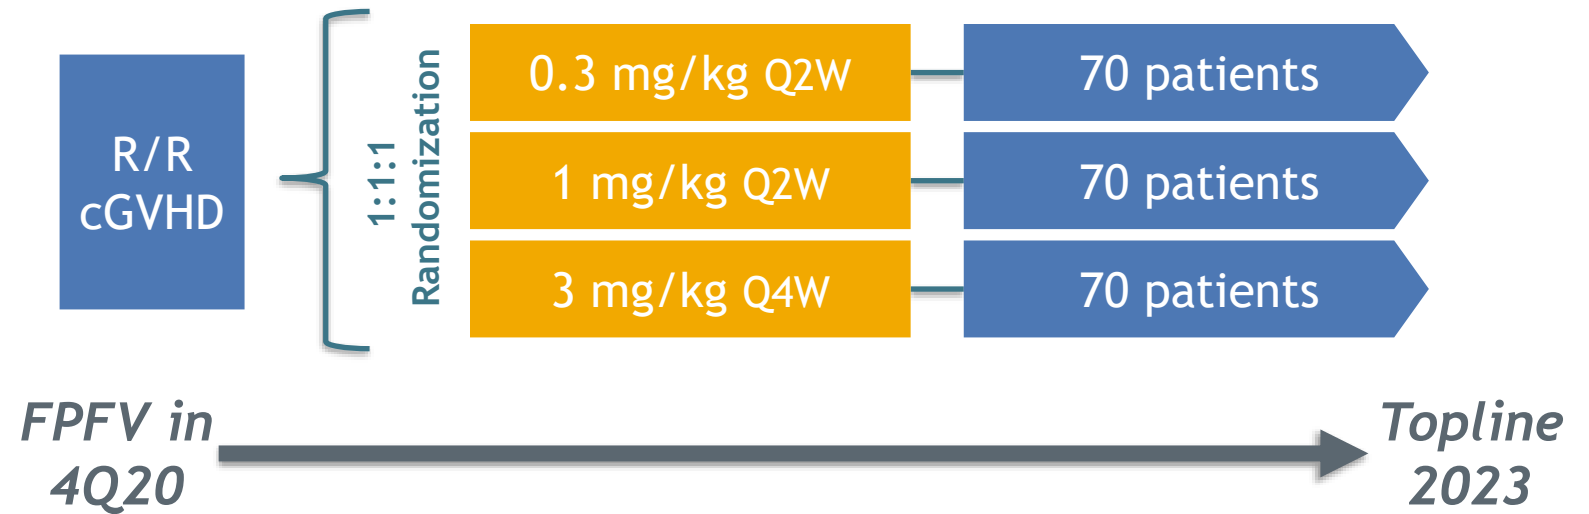 R/R
cGVHD
1:1:1
Randomization
0.3 mg/kg Q2W
70 patients
1 mg/kg Q2W
70 patients
3 mg/kg Q4W
70 patients
FPFV in
4Q20
Topline
2023